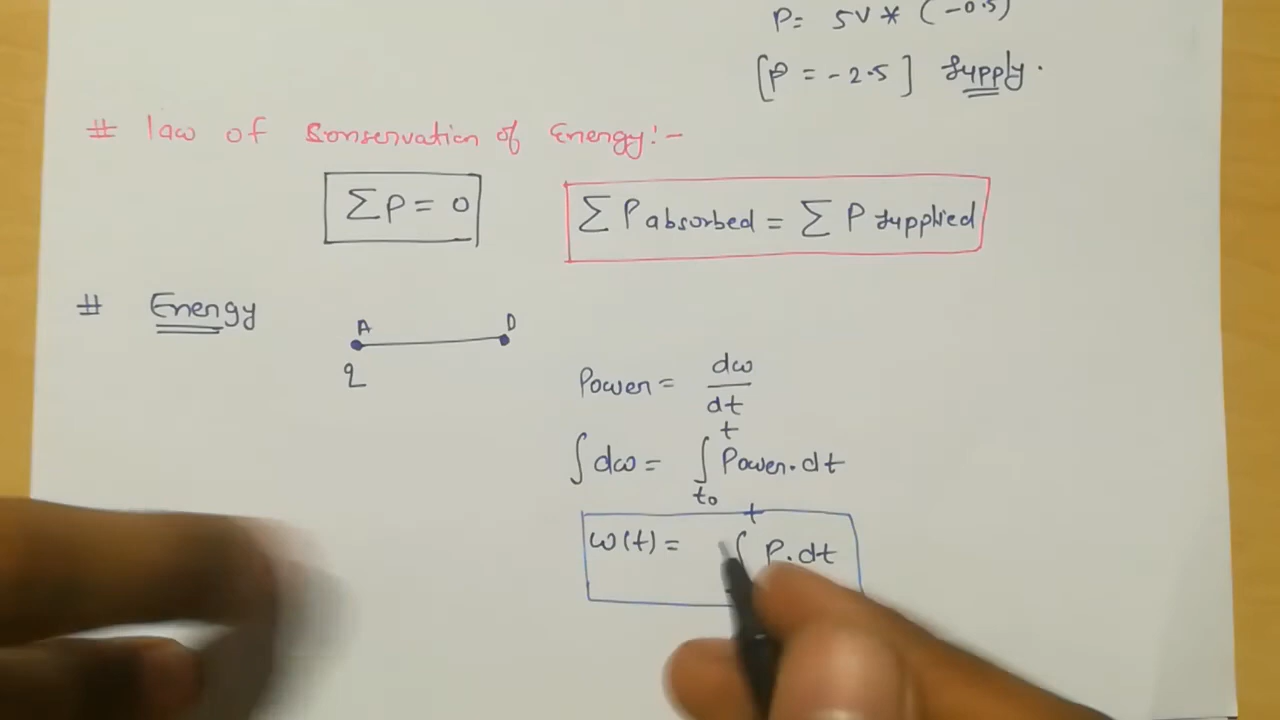 P= 5V * (-0.5)
[P = -2.5] supply.
# law of Conservation of Energy:-
∑P = 0
∑ P absorbed = ∑ P supplied
# Energy
A D
q
Power = dω/dt
∫dω = ∫ t0 t Power.dt
ω(t) = ∫ t P.dt